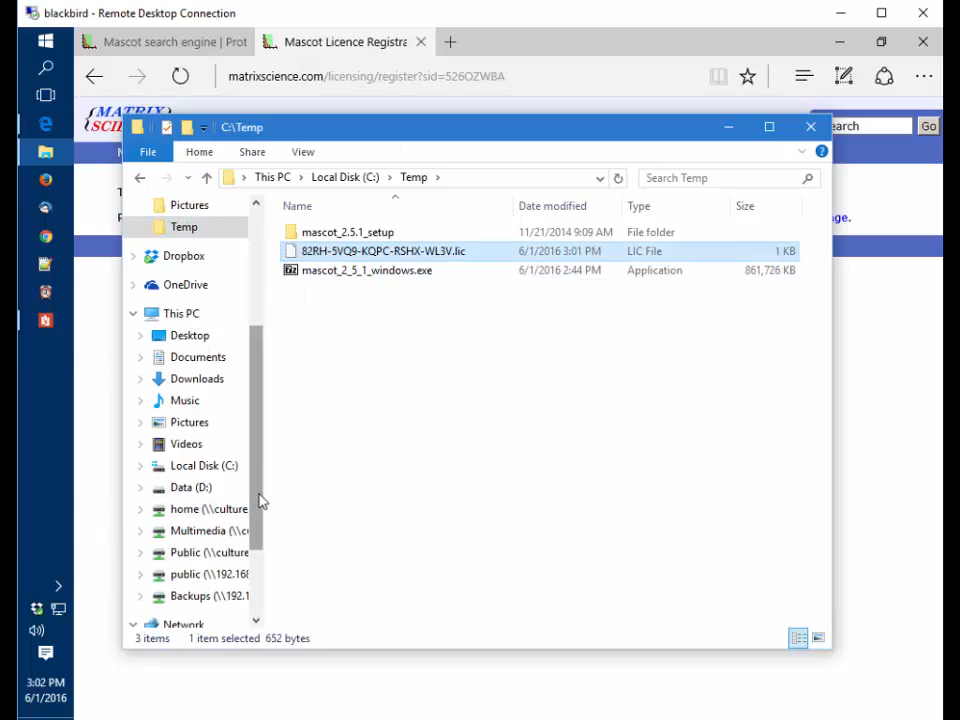 blackbird - Remote Desktop Connection
Mascot search engine | Prot
Mascot Licence Registra
matrixscience.com/licensing/register?sid=526OZWBA
{MATRIX
SCI
C:\Temp
earch
Go
File
Home
Share
View
This PC
Local Disk (C:)
Temp
Search Temp
ge.
Pictures
Temp
Dropbox
OneDrive
This PC
Desktop
Documents
Downloads
Music
Pictures
Videos
Local Disk (C:)
Data (D:)
home (\\culture
Multimedia (\\cu
Public (\\culture
public (\\192.168
Backups (\\192.1
Network
Name
Date modified
Type
Size
mascot_2.5.1_setup
11/21/2014 9:09 AM
File folder
82RH-5VQ9-KQPC-RSHX-WL3V.lic
6/1/2016 3:01 PM
LIC File
1 KB
mascot_2_5_1_windows.exe
6/1/2016 2:44 PM
Application
861,726 KB
3 items
1 item selected 652 bytes
3:02 PM
6/1/2016